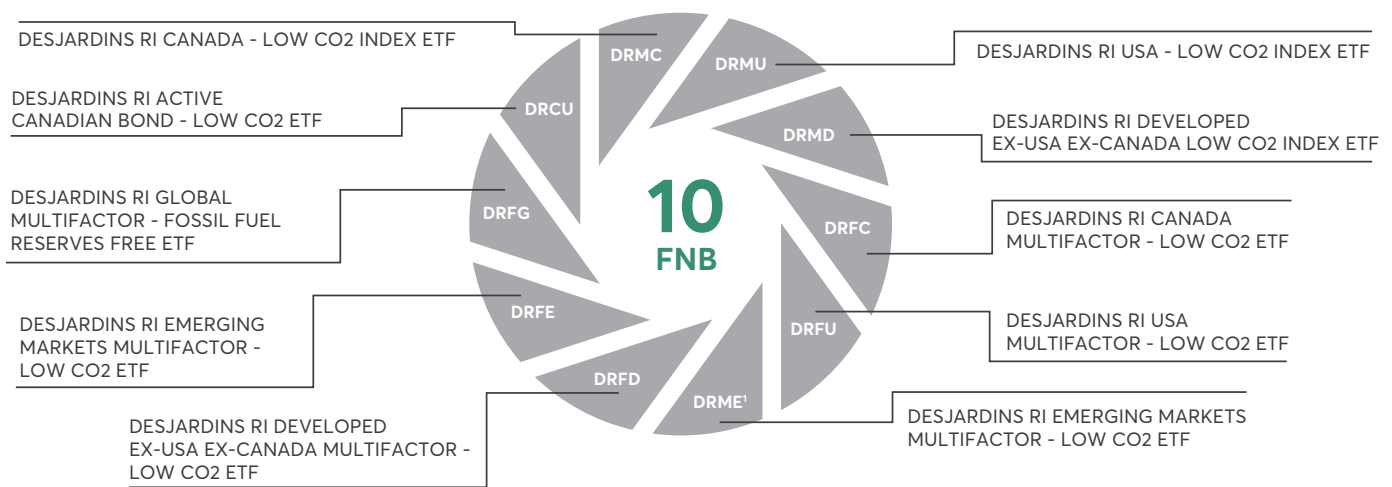 DESJARDINS RI CANADA - LOW CO2 INDEX ETF
DRMC
DRMU
DESJARDINS RI USA - LOW CO2 INDEX ETF
DESJARDINS RI ACTIVE
CANADIAN BOND - LOW CO2 ETF
DRCU
DRMD
DESJARDINS RI DEVELOPED
EX-USA EX-CANADA LOW CO2 INDEX ETF
DESJARDINS RI GLOBAL
MULTIFACTOR - FOSSIL FUEL
RESERVES FREE ETF
DRFG
10
FNB
DRFC
DESJARDINS RI CANADA
MULTIFACTOR - LOW CO2 ETF
DESJARDINS RI EMERGING
MARKETS MULTIFACTOR -
LOW CO2 ETF
DRFE
DRFU
DESJARDINS RI USA
MULTIFACTOR - LOW CO2 ETF
DRFD
DRME¹
DESJARDINS RI EMERGING MARKETS
MULTIFACTOR - LOW CO2 ETF
DESJARDINS RI DEVELOPED
EX-USA EX-CANADA MULTIFACTOR -
LOW CO2 ETF